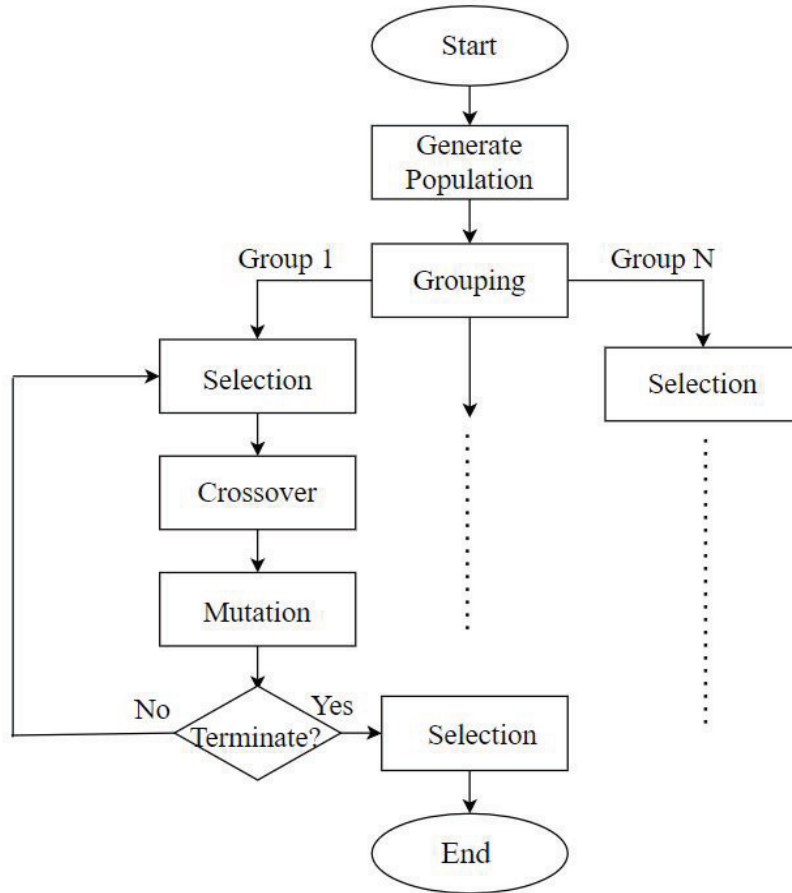 Start
Generate
Population
Group 1
Grouping
Group N
Selection
Selection
Crossover
Mutation
No
Terminate?
Yes
Selection
End